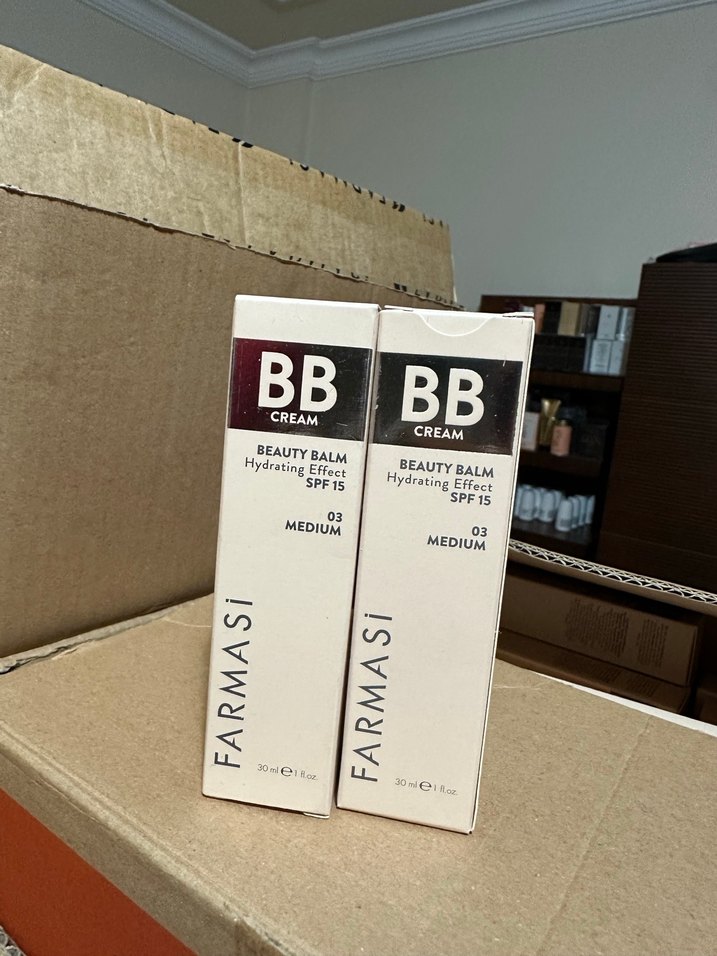 BB
CREAM
BEAUTY BALM
Hydrating Effect
SPF 15
03
MEDIUM
FARMASi
30 ml ℮ 1 fl.oz.
BB
CREAM
BEAUTY BALM
Hydrating Effect
SPF 15
03
MEDIUM
FARMASi
30 ml ℮ 1 fl.oz.